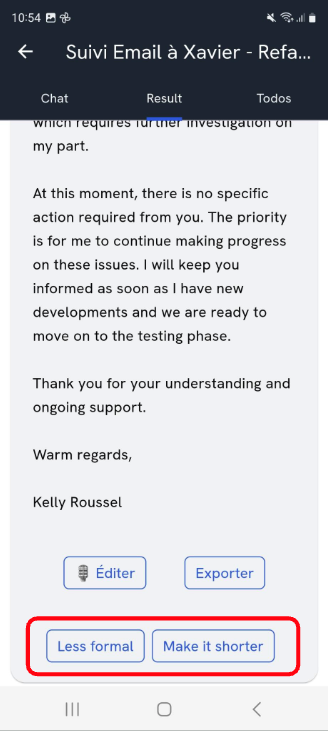 10:54
Suivi Email à Xavier - Refa...
Chat Result Todos
which requires further investigation on
my part.
At this moment, there is no specific
action required from you. The priority
is for me to continue making progress
on these issues. I will keep you
informed as soon as I have new
developments and we are ready to
move on to the testing phase.
Thank you for your understanding and
ongoing support.
Warm regards,
Kelly Roussel
Éditer Exporter
Less formal Make it shorter